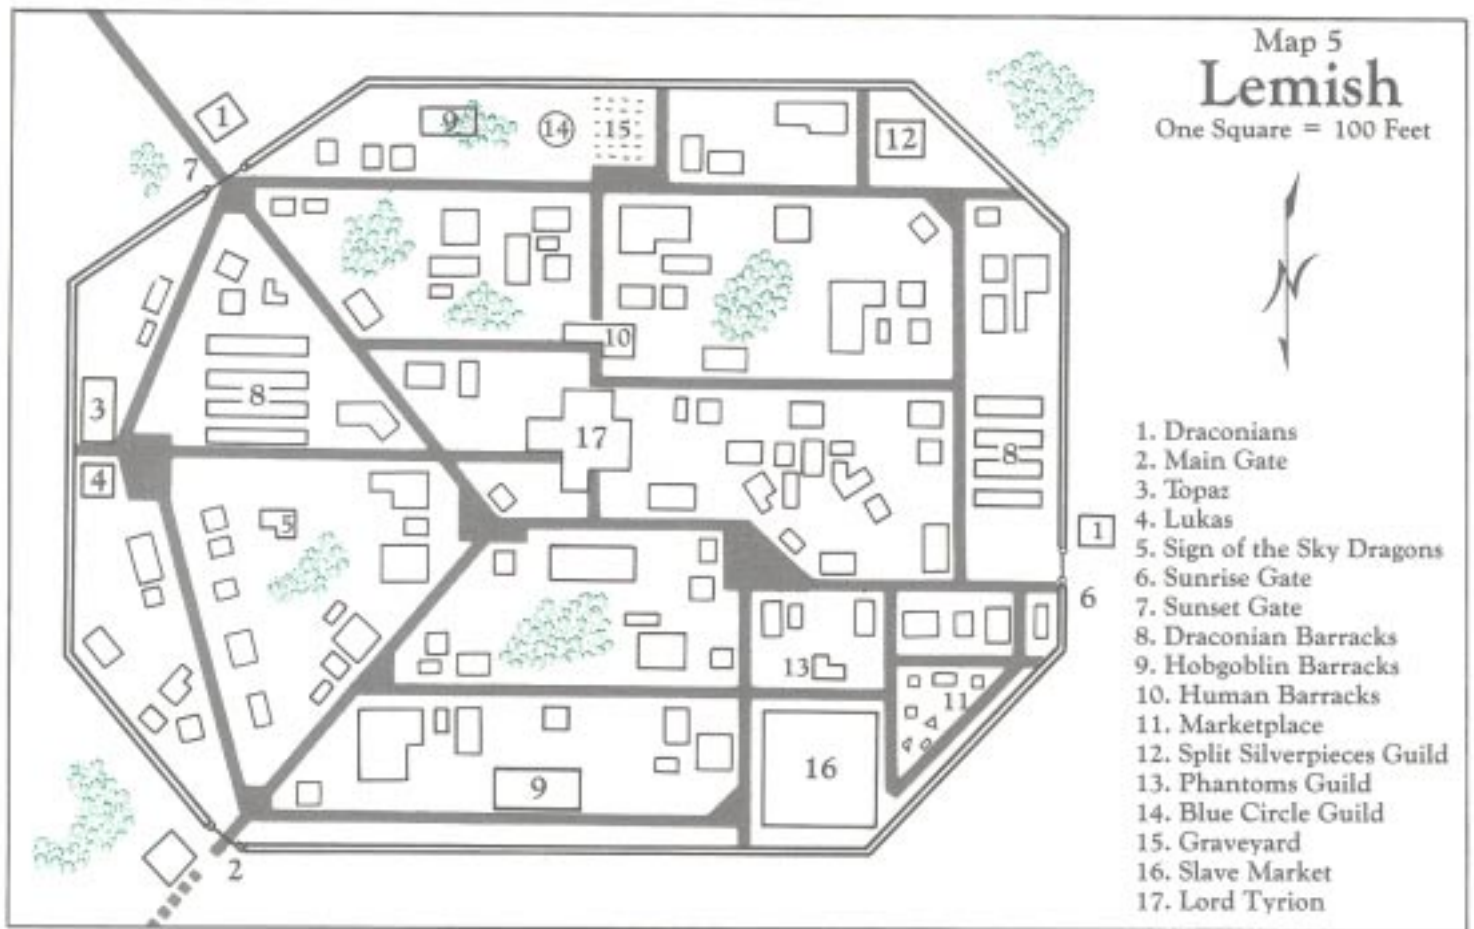 Map 5
Lemish
One Square = 100 Feet
N
1
9
14
15
12
7
10
3
8
17
8
4
5
1
6
13
11
16
9
2
1. Draconians
2. Main Gate
3. Topaz
4. Lukas
5. Sign of the Sky Dragons
6. Sunrise Gate
7. Sunset Gate
8. Draconian Barracks
9. Hobgoblin Barracks
10. Human Barracks
11. Marketplace
12. Split Silverpieces Guild
13. Phantoms Guild
14. Blue Circle Guild
15. Graveyard
16. Slave Market
17. Lord Tyrion